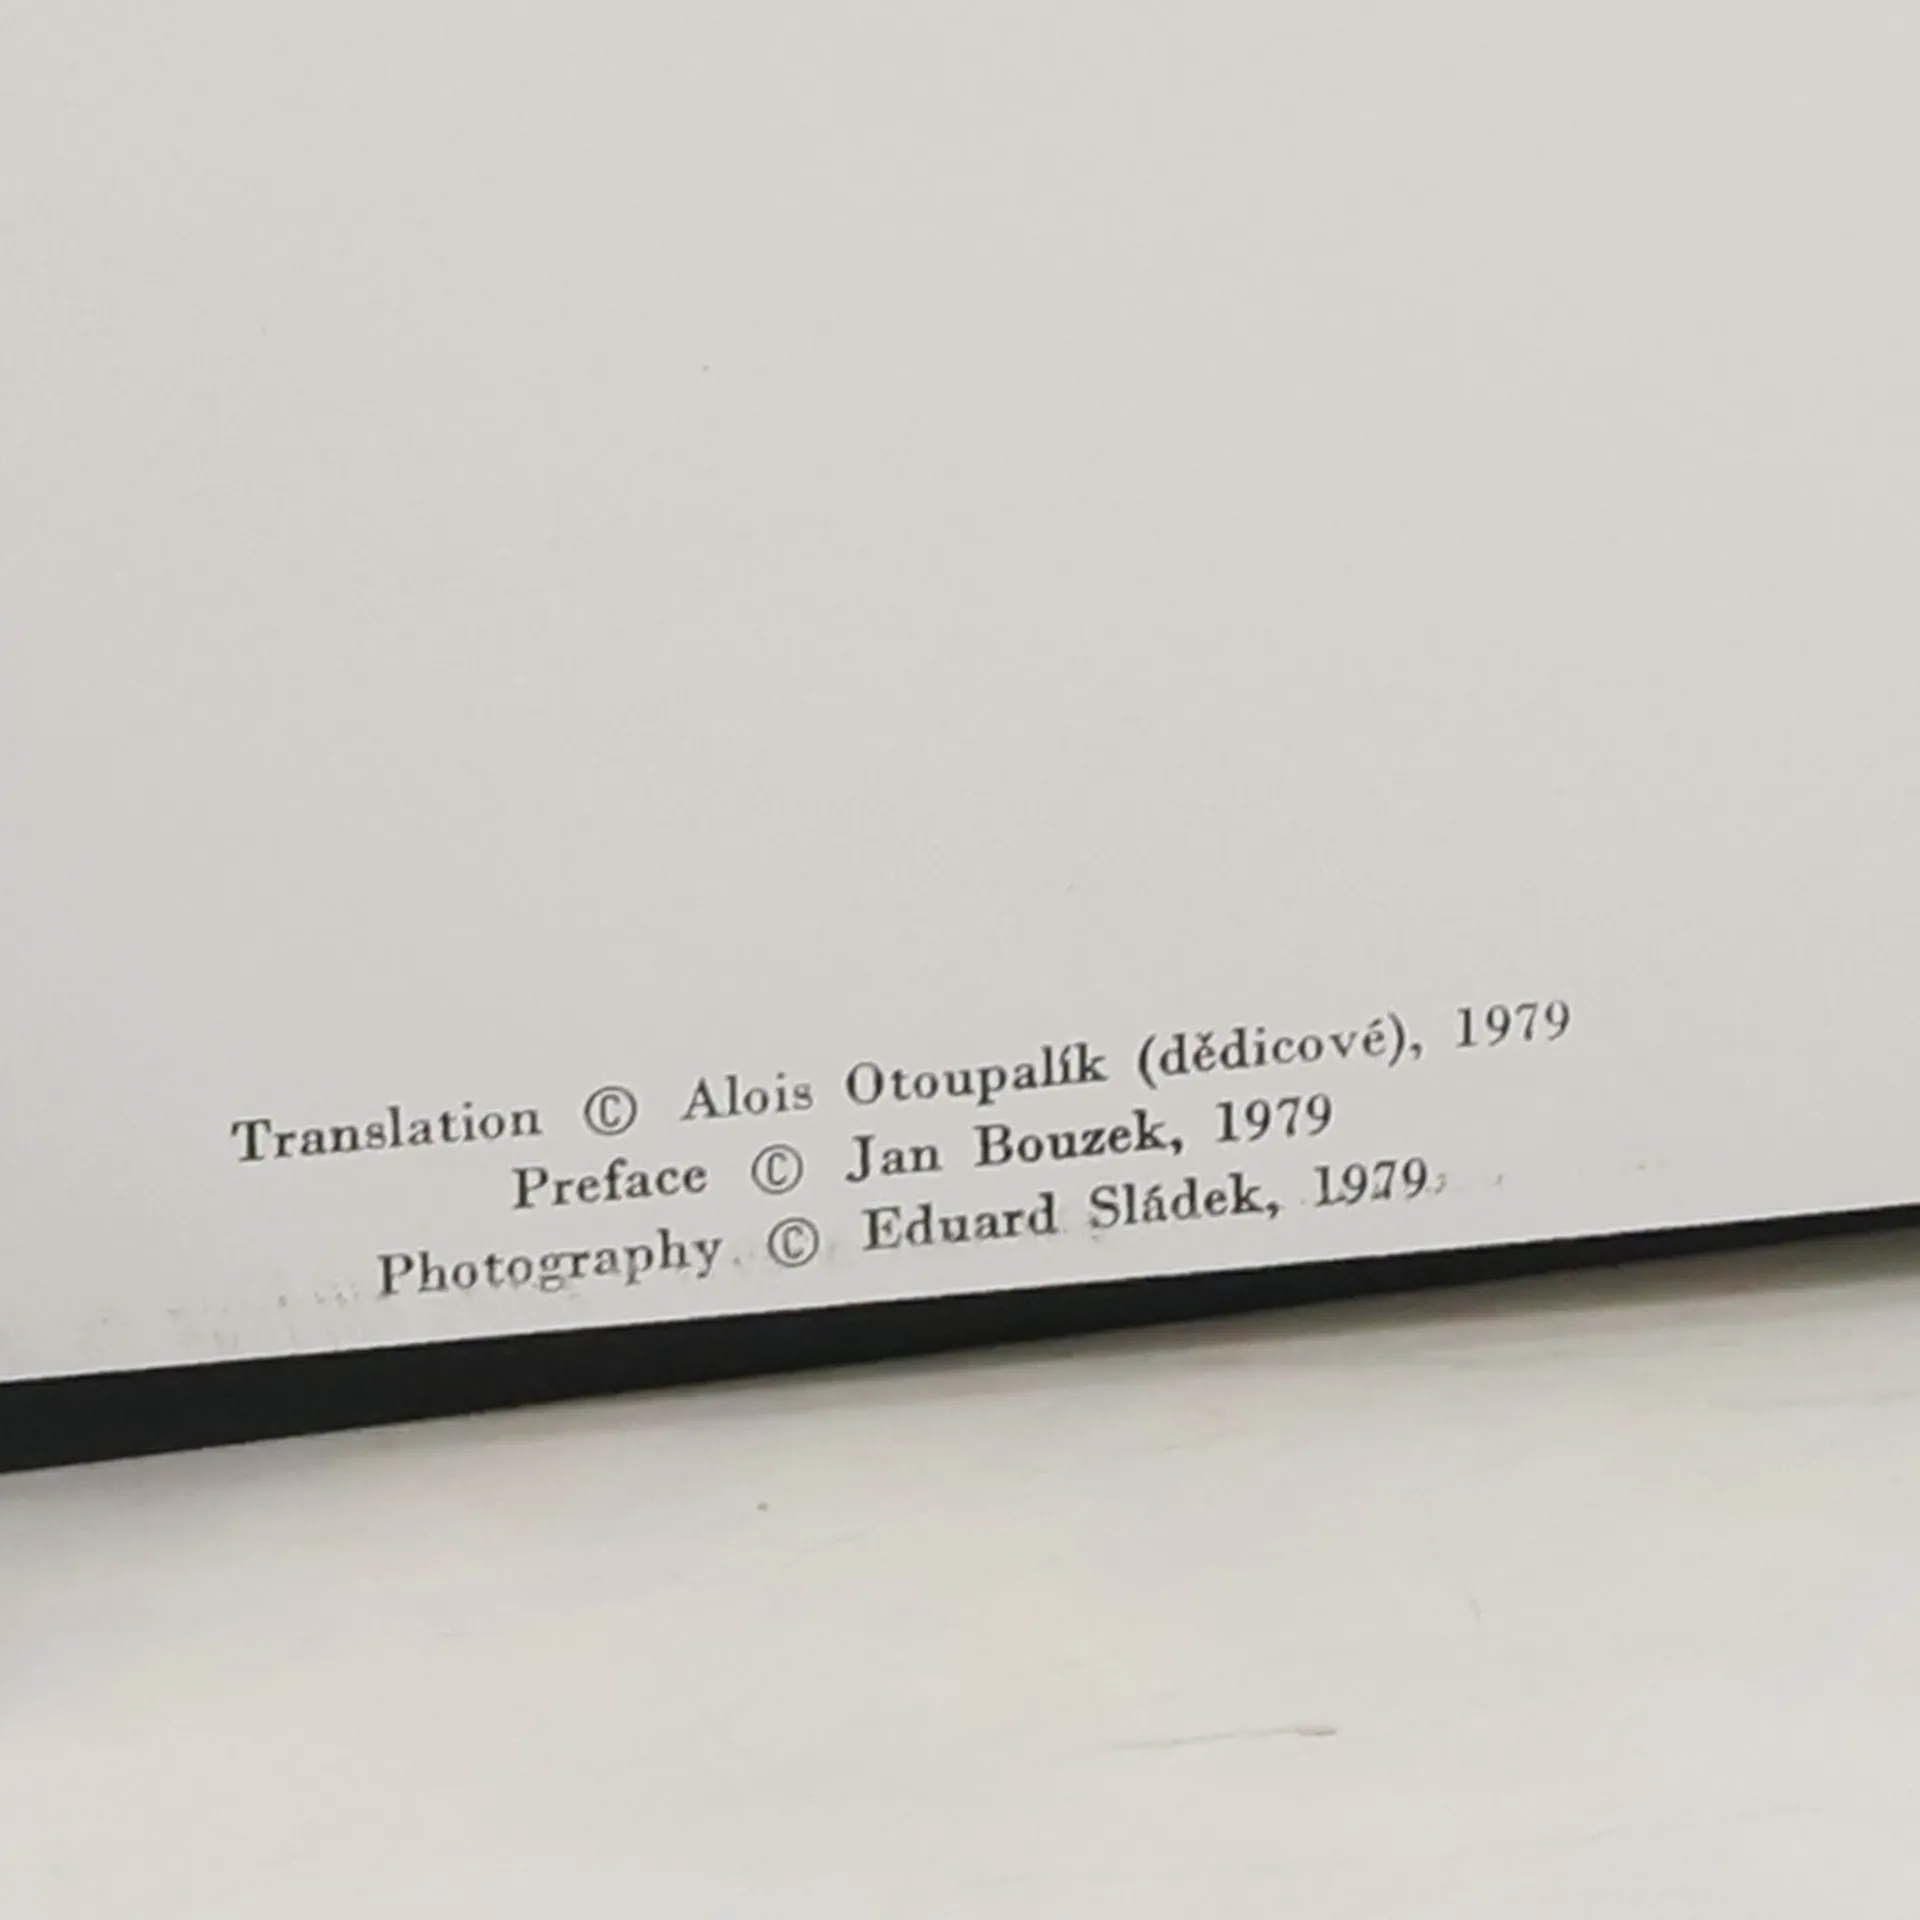 Translation © Alois Otoupalík (dědicové), 1979
Preface © Jan Bouzek, 1979
Photography © Eduard Sládek, 1979